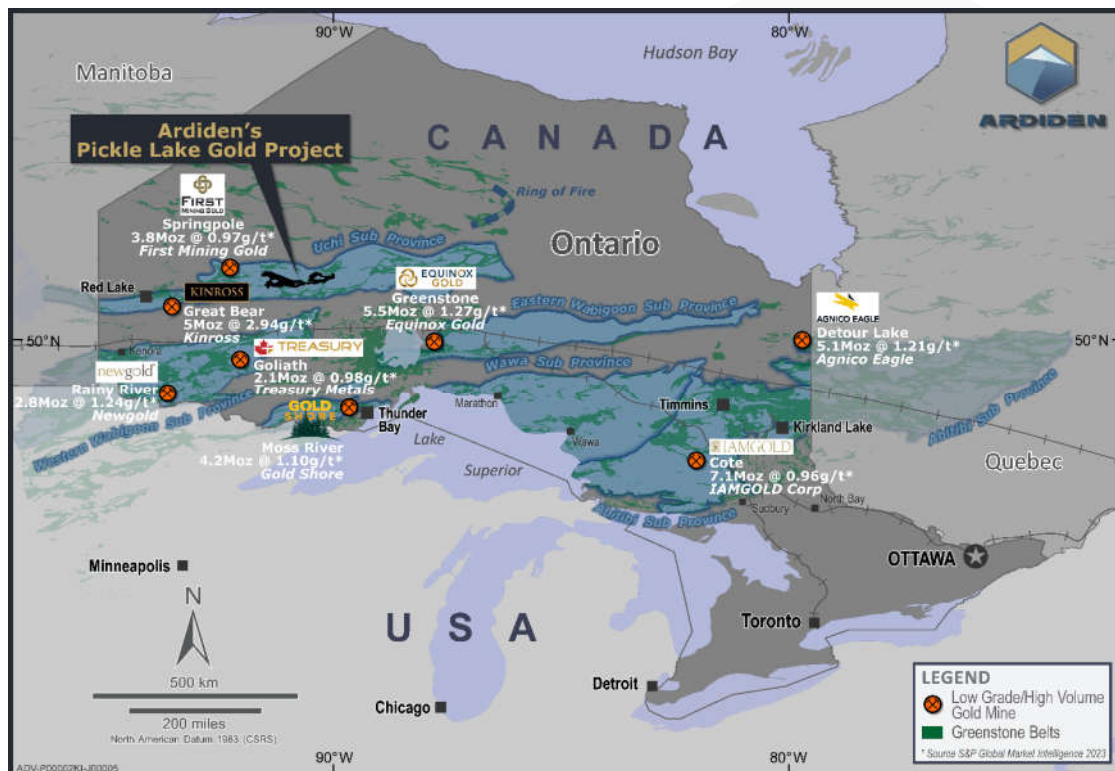 90°W
80°W
Hudson Bay
Manitoba
ARDIDEN
Ardiden's
Pickle Lake Gold Project
CANADA
FIRST
MINING GOLD
Springpole
3.8Moz @ 0.97g/t*
First Mining Gold
Ring of Fire
Uchi Sub Province
Ontario
Red Lake
KINROSS
Great Bear
5Moz @ 2.94g/t*
Kinross
EQUINOX
GOLD
Greenstone
5.5Moz @ 1.27g/t*
Equinox Gold
Eastern Wabigoon Sub Province
AGNICO EAGLE
Detour Lake
5.1Moz @ 1.21g/t*
Agnico Eagle
50°N
50°N
Kenora
TREASURY
Goliath
2.1Moz @ 0.98g/t*
Treasury Metals
Wawa Sub Province
newgold
Rainy River
2.8Moz @ 1.24g/t*
Newgold
Western Wabigoon Sub Province
GOLD
SHORE
Thunder
Bay
Moss River
4.2Moz @ 1.10g/t*
Gold Shore
Marathon
Lake
Superior
Wawa
Timmins
Kirkland Lake
Abitibi Sub Province
IAMGOLD
Cote
7.1Moz @ 0.96g/t*
IAMGOLD Corp
Quebec
Abitibi Sub Province
Sudbury
North Bay
OTTAWA
Minneapolis
N
USA
Toronto
500 km
200 miles
North American Datum 1983 (CSRS)
Detroit
Chicago
LEGEND
Low Grade/High Volume
Gold Mine
Greenstone Belts
* Source S&P Global Market Intelligence 2023
90°W
80°W